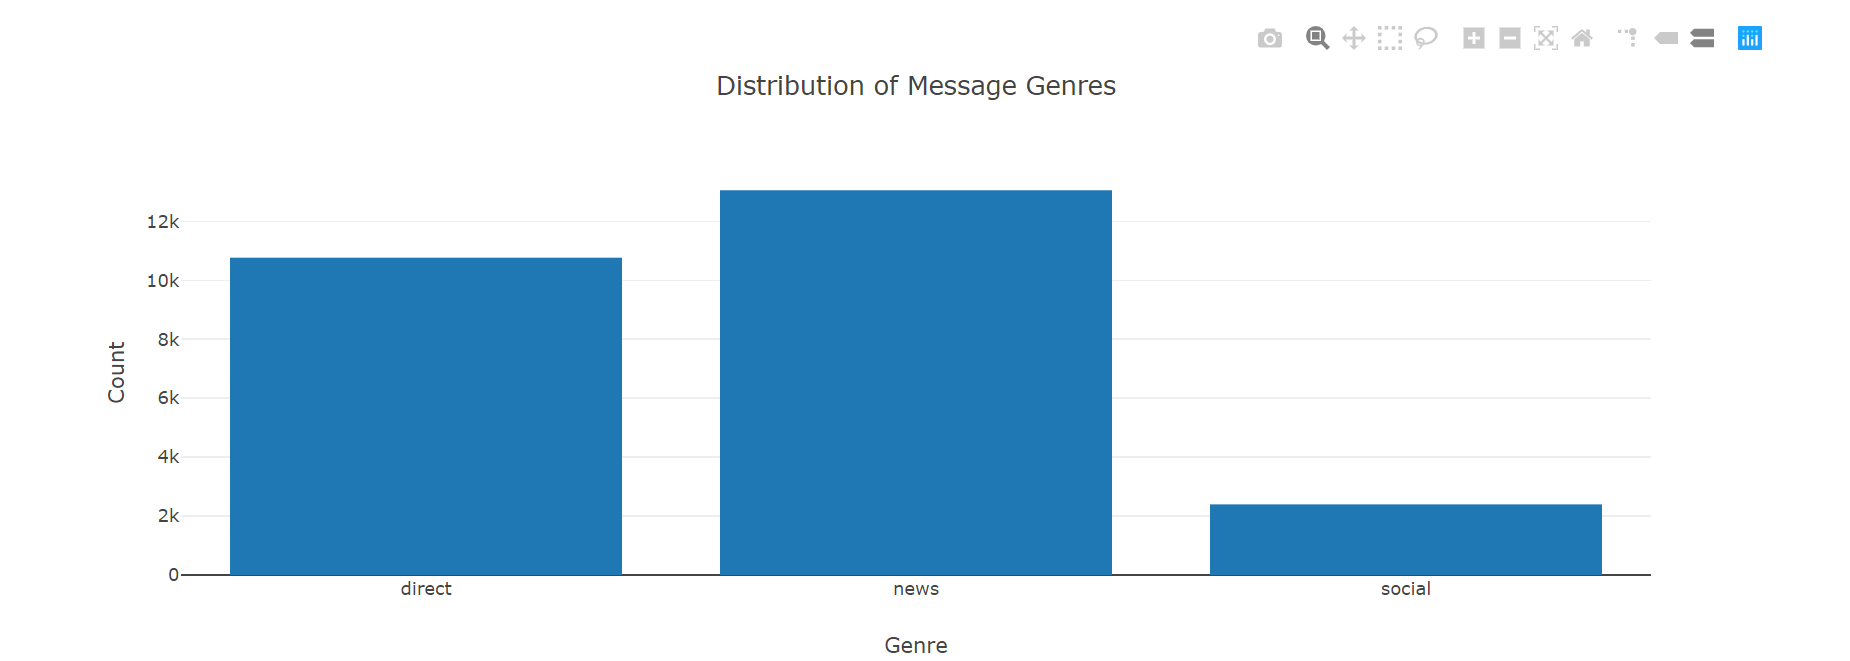 Distribution of Message Genres
12k
10k
8k
6k
4k
2k
0
Count
direct
news
social
Genre